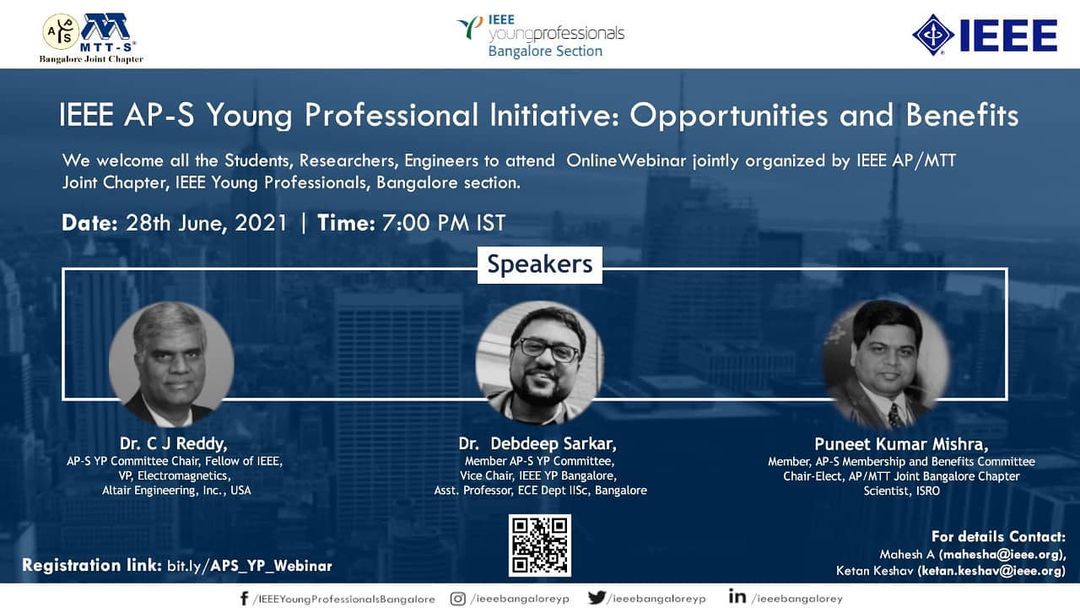 A
P
S
MTT-S®
Bangalore Joint Chapter
IEEE
youngprofessionals
Bangalore Section
IEEE
IEEE AP-S Young Professional Initiative: Opportunities and Benefits
We welcome all the Students, Researchers, Engineers to attend OnlineWebinar jointly organized by IEEE AP/MTT
Joint Chapter, IEEE Young Professionals, Bangalore section.
Date: 28th June, 2021 | Time: 7:00 PM IST
Speakers
Dr. C J Reddy,
AP-S YP Committee Chair, Fellow of IEEE,
VP, Electromagnetics,
Altair Engineering, Inc., USA
Dr. Debdeep Sarkar,
Member AP-S YP Committee,
Vice Chair, IEEE YP Bangalore,
Asst. Professor, ECE Dept IISc, Bangalore
Puneet Kumar Mishra,
Member, AP-S Membership and Benefits Committee
Chair-Elect, AP/MTT Joint Bangalore Chapter
Scientist, ISRO
Registration link: bit.ly/APS_YP_Webinar
For details Contact:
Mahesh A (mahesha@ieee.org),
Ketan Keshav (ketan.keshav@ieee.org)
/IEEEYoungProfessionalsBangalore /ieeebangaloreyp /ieeebangaloreyp /ieeebangalorey